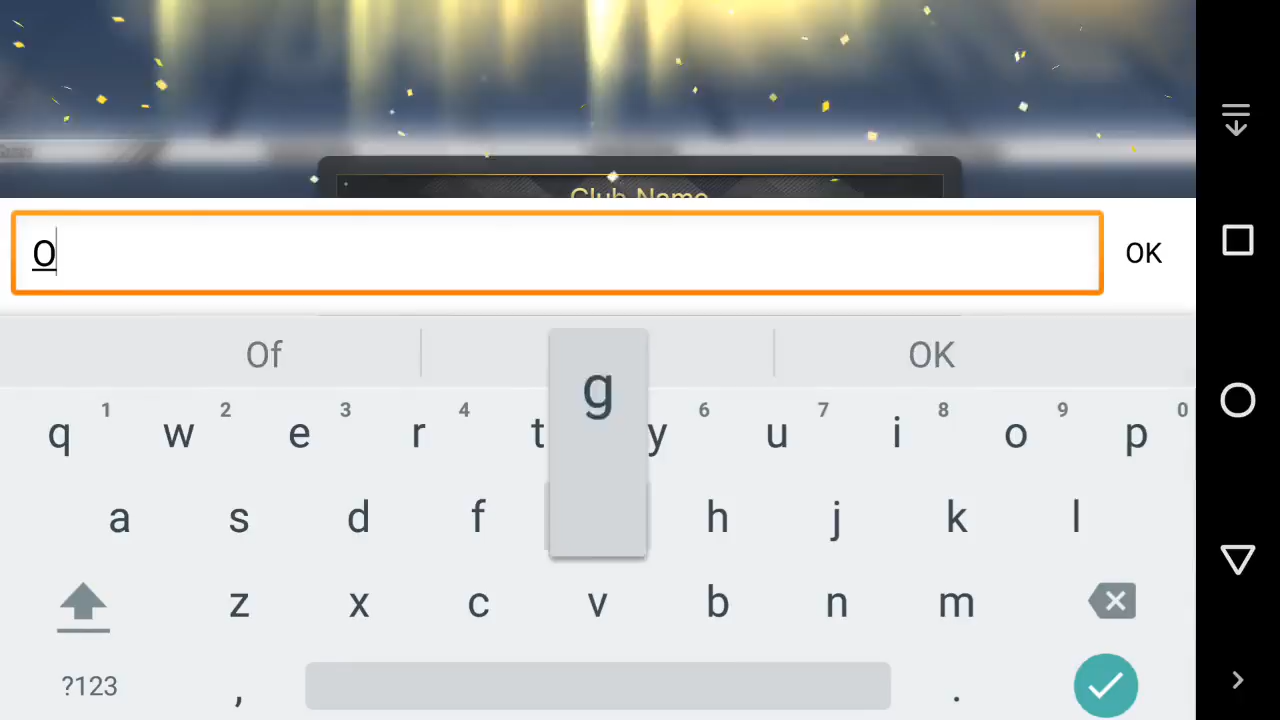 Club Name
O
OK
Of
OK
g
1 2 3 4 6 7 8 9 0
q w e r t y u i o p
a s d f h j k l
z x c v b n m
?123 , .